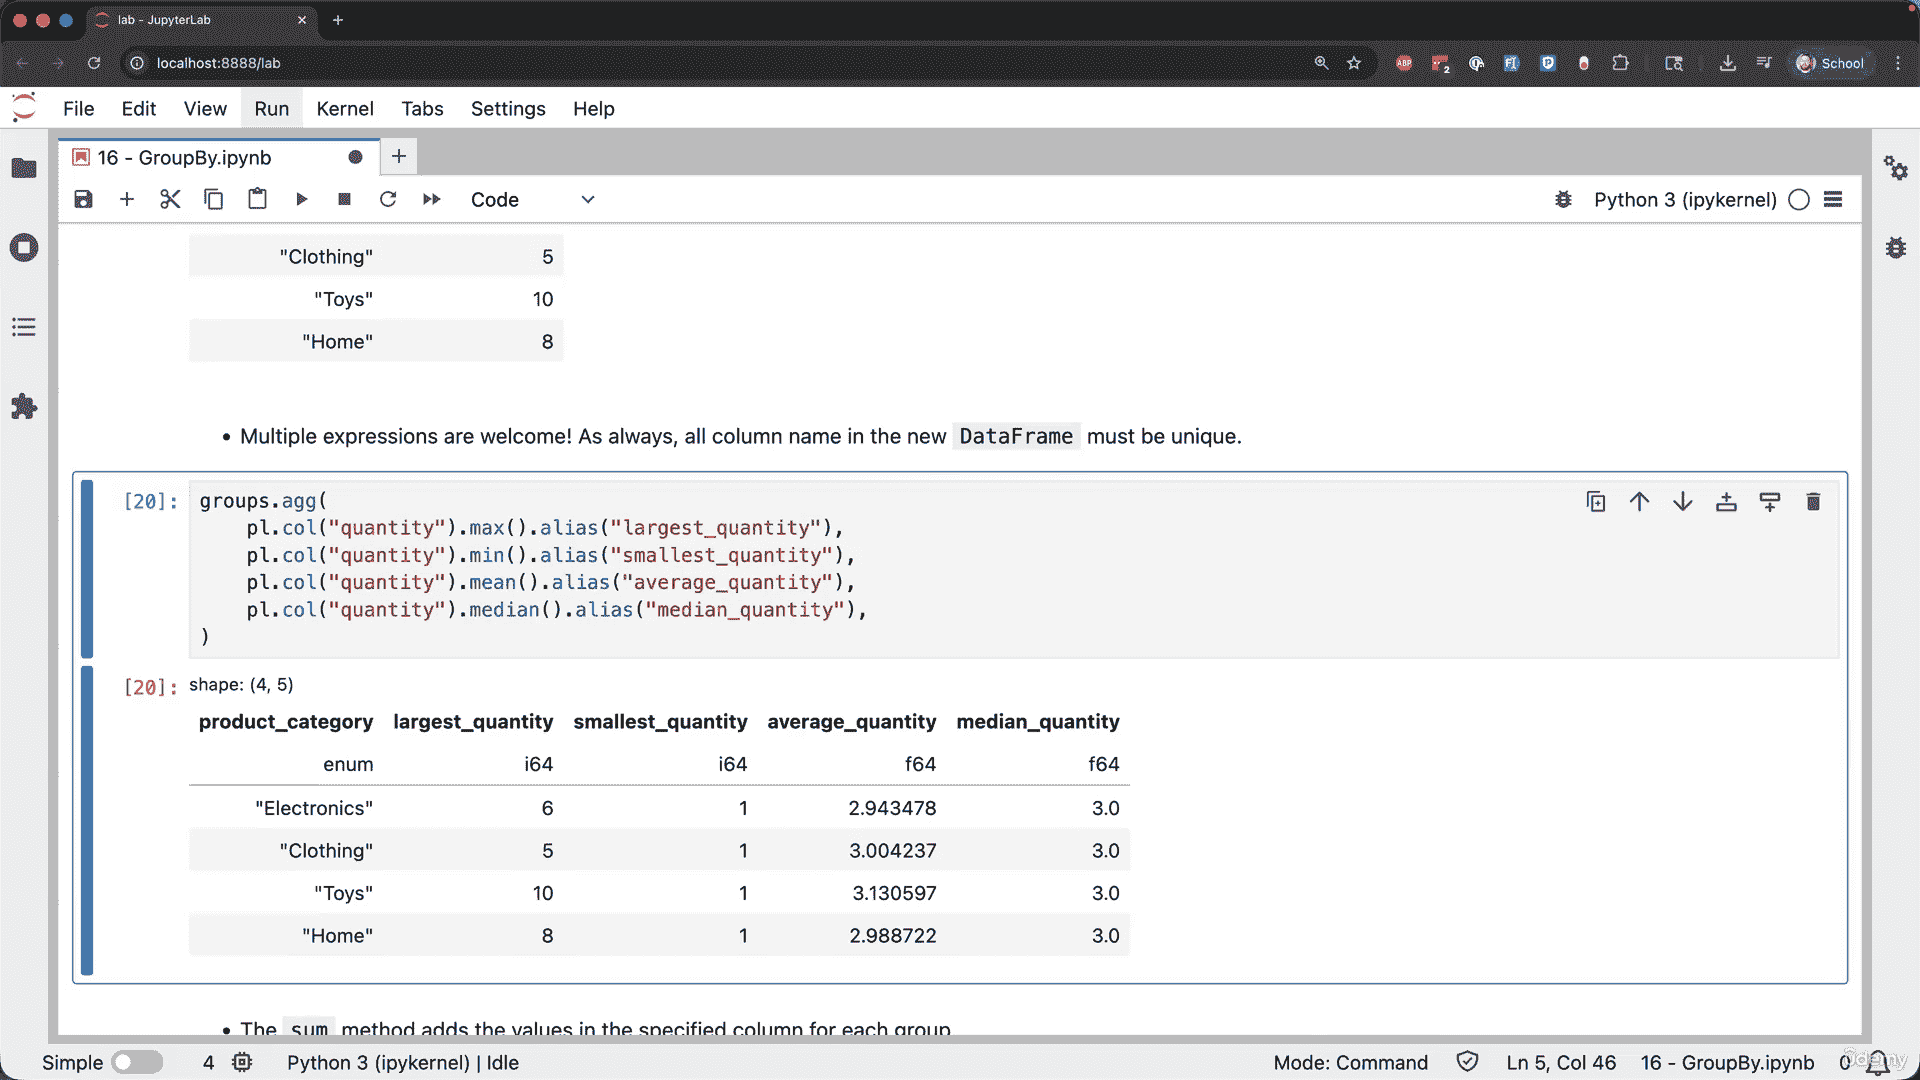 lab - JupyterLab
localhost:8888/lab
ABP
2
School
File Edit View Run Kernel Tabs Settings Help
16 - GroupBy.ipynb
Code
Python 3 (ipykernel)
"Clothing" 5
"Toys" 10
"Home" 8
Multiple expressions are welcome! As always, all column name in the new DataFrame must be unique.
[20]: groups.agg(
pl.col("quantity").max().alias("largest_quantity"),
pl.col("quantity").min().alias("smallest_quantity"),
pl.col("quantity").mean().alias("average_quantity"),
pl.col("quantity").median().alias("median_quantity"),
)
[20]: shape: (4, 5)
product_category largest_quantity smallest_quantity average_quantity median_quantity
enum i64 i64 f64 f64
"Electronics" 6 1 2.943478 3.0
"Clothing" 5 1 3.004237 3.0
"Toys" 10 1 3.130597 3.0
"Home" 8 1 2.988722 3.0
The sum method adds the values in the specified column for each group
Simple 4 Python 3 (ipykernel) | Idle Mode: Command Ln 5, Col 46 16 - GroupBy.ipynb 0
Udemy